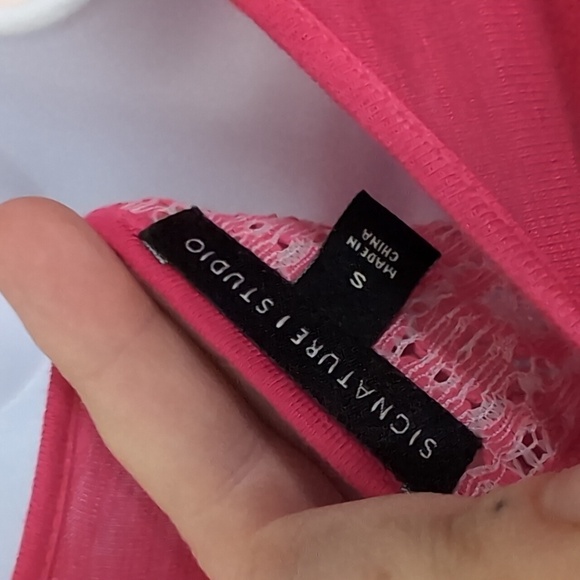 SIGNATURE / STUDIO
S
MADE IN
CHINA